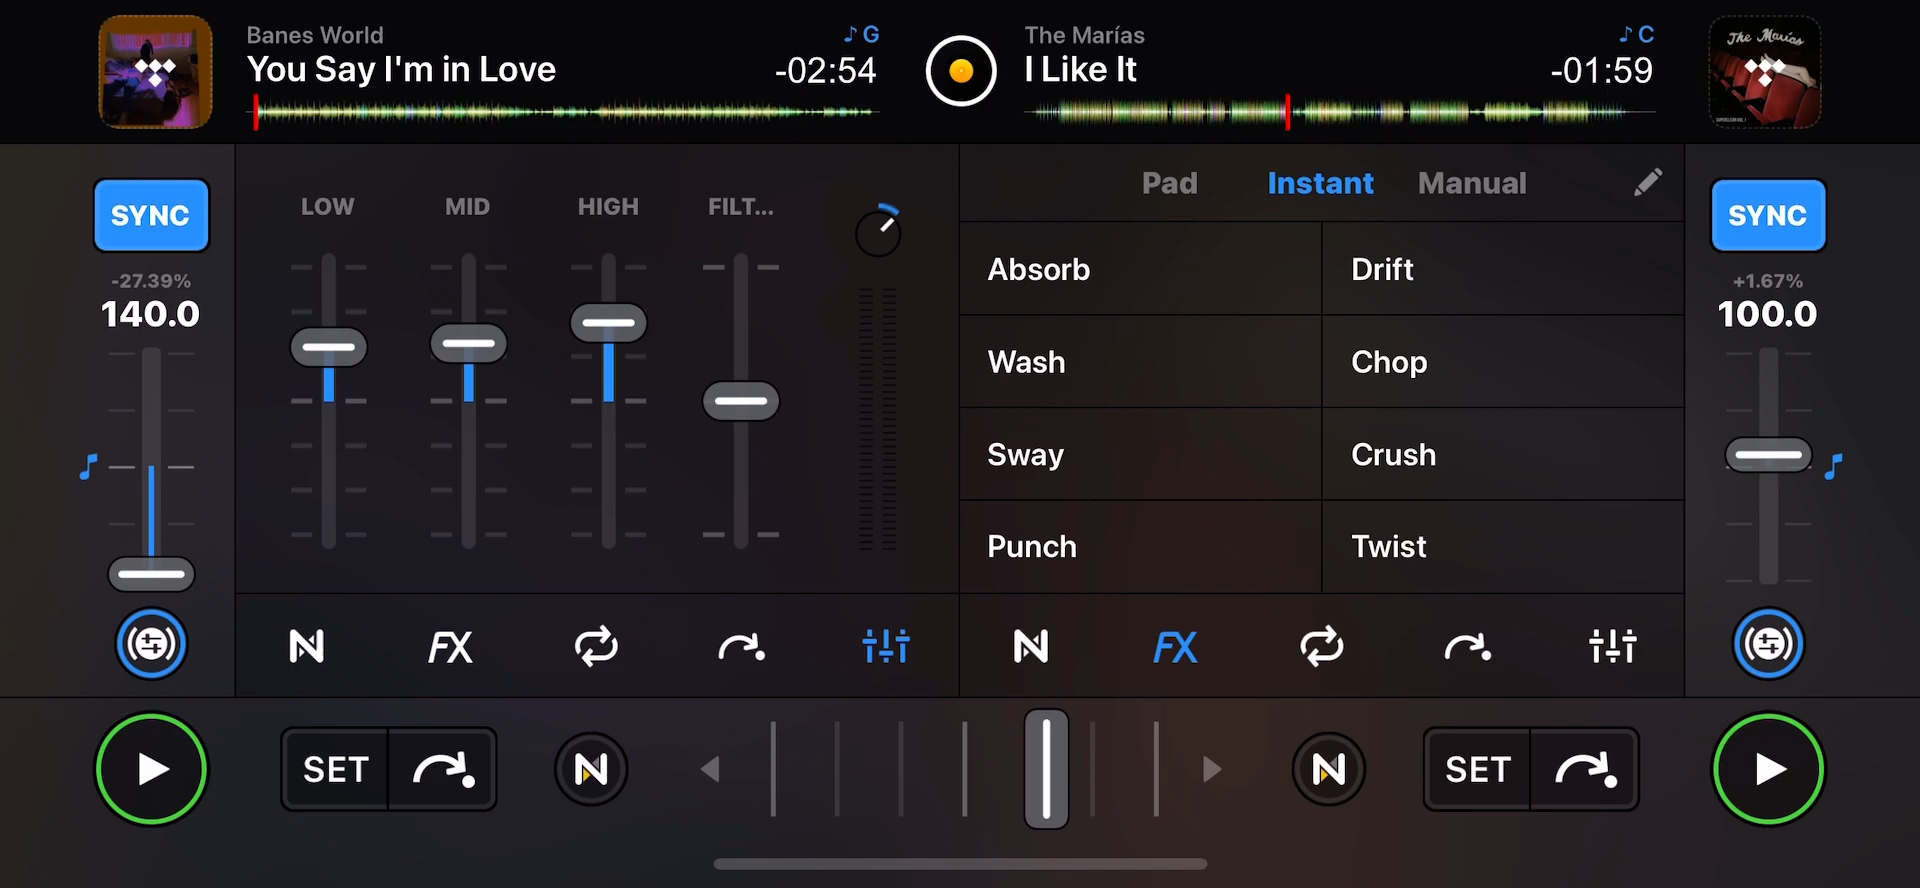 Banes World
G
You Say I'm in Love
-02:54
The Marías
C
I Like It
-01:59
The Marías
SYNC
-27.39%
140.0
LOW
MID
HIGH
FILT...
Pad
Instant
Manual
Absorb
Drift
Wash
Chop
Sway
Crush
Punch
Twist
SYNC
+1.67%
100.0
N
FX
N
FX
SET
N
N
SET